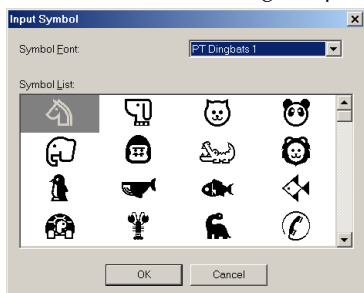 Input Symbol
Symbol Font:
PT Dingbats 1
Symbol List:
OK
Cancel